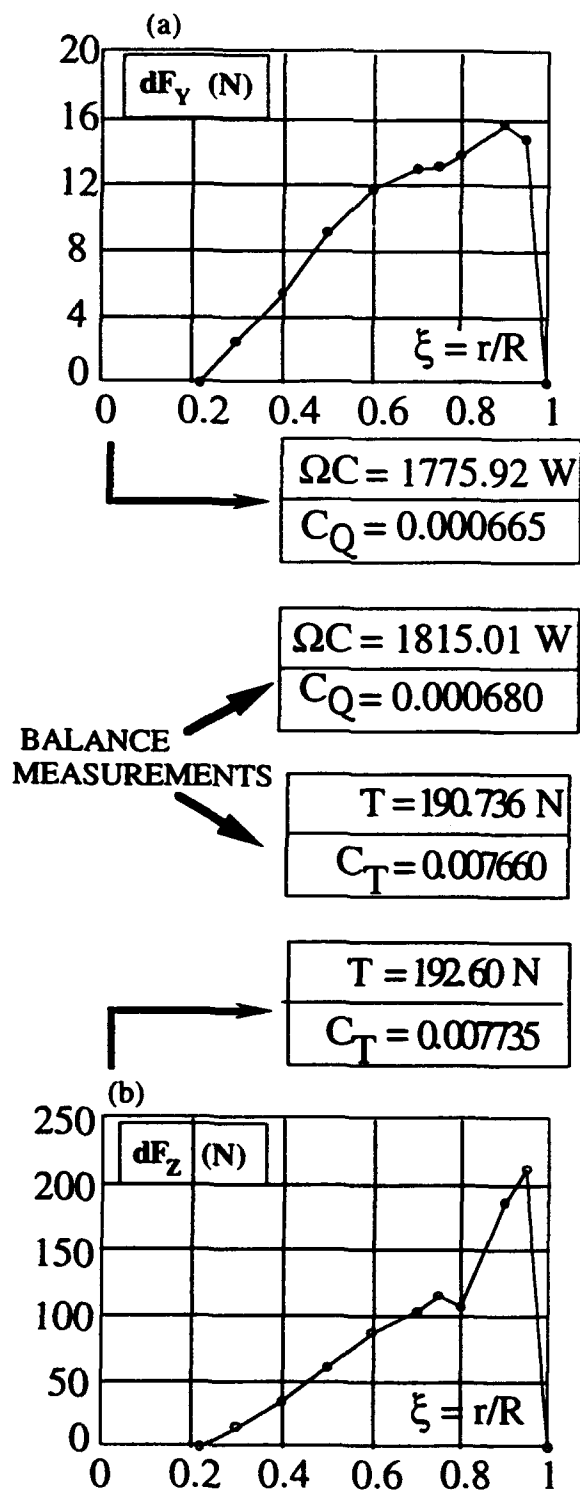 (a)
20
dF_Y (N)
16
12
8
4
ξ = r/R
0
0 0.2 0.4 0.6 0.8 1
ΩC = 1775.92 W
C_Q = 0.000665
ΩC = 1815.01 W
C_Q = 0.000680
BALANCE
MEASUREMENTS
T = 190.736 N
C_T = 0.007660
T = 192.60 N
C_T = 0.007735
(b)
250
dF_Z (N)
200
150
100
50
ξ = r/R
0
0 0.2 0.4 0.6 0.8 1